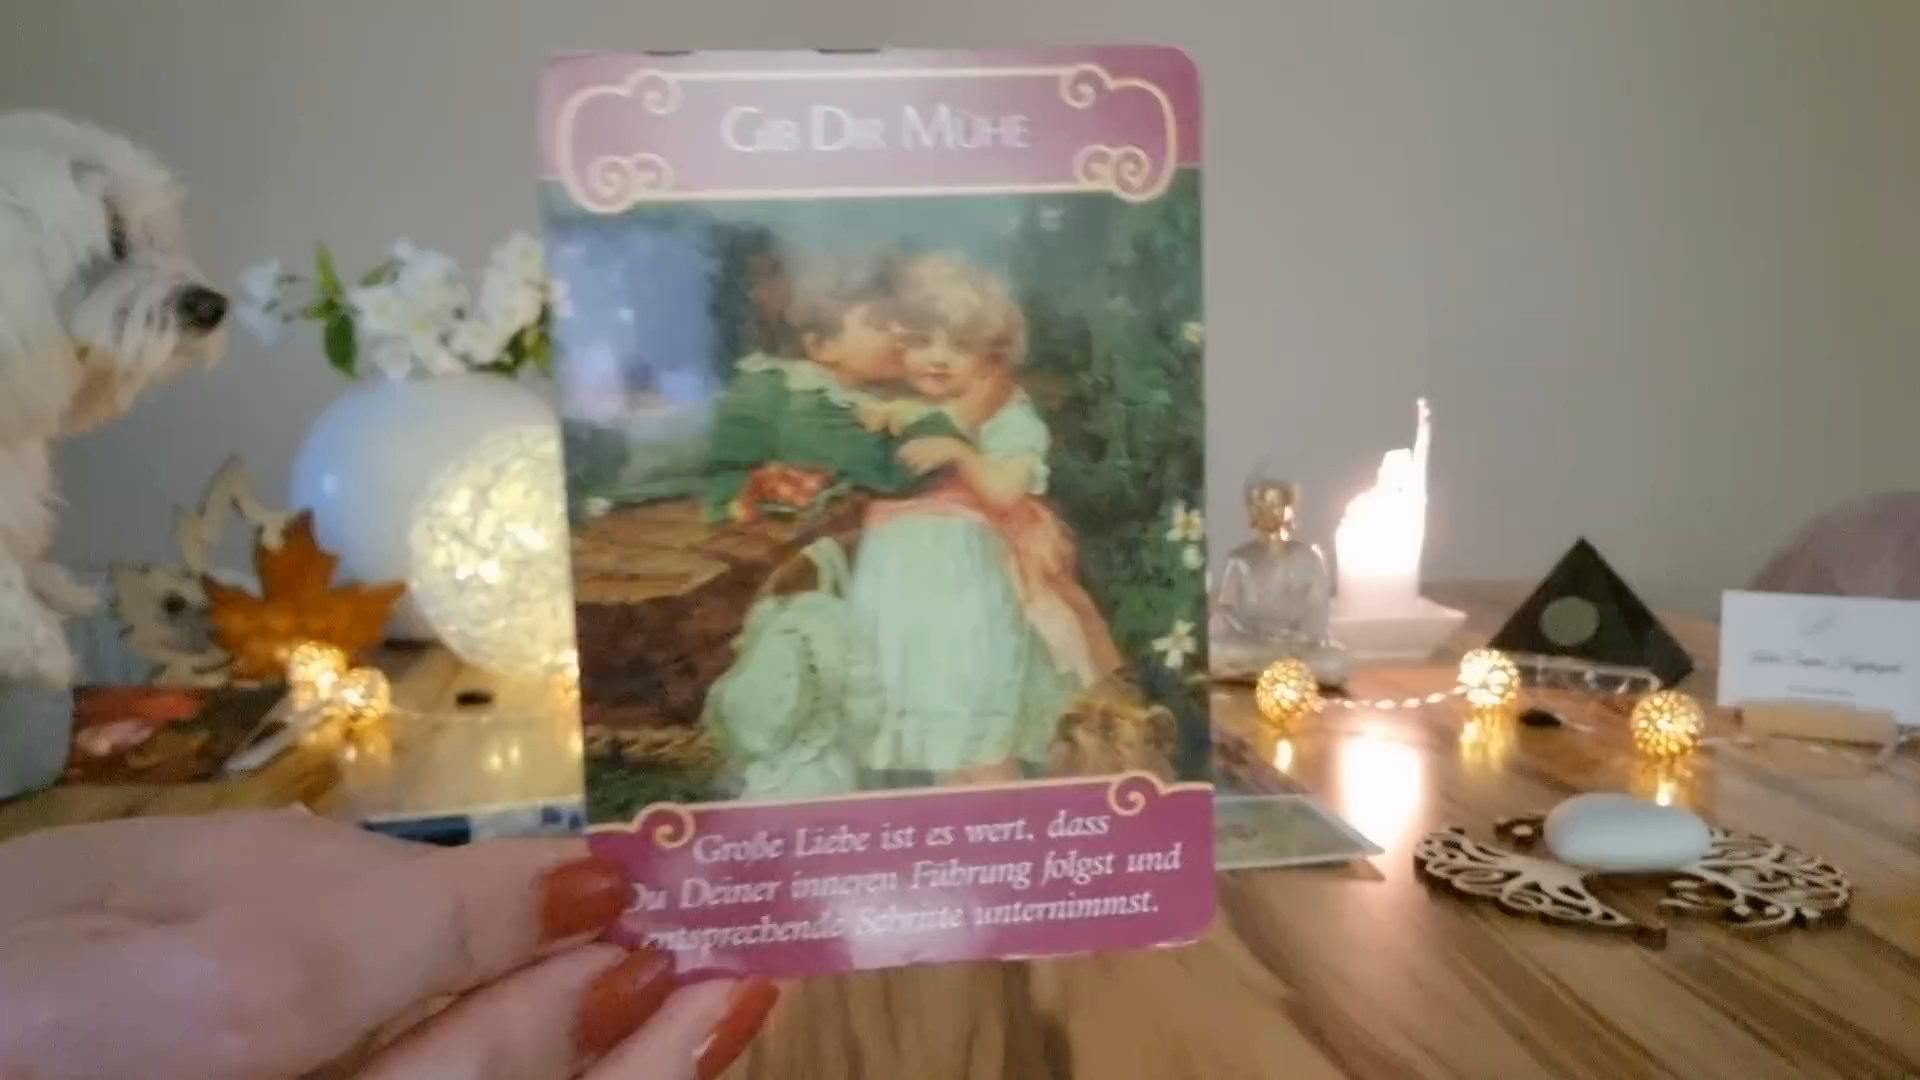 GIB DIR MÜHE
Große Liebe ist es wert, dass
Du Deiner inneren Führung folgst und
entsprechende Schritte unternimmst.